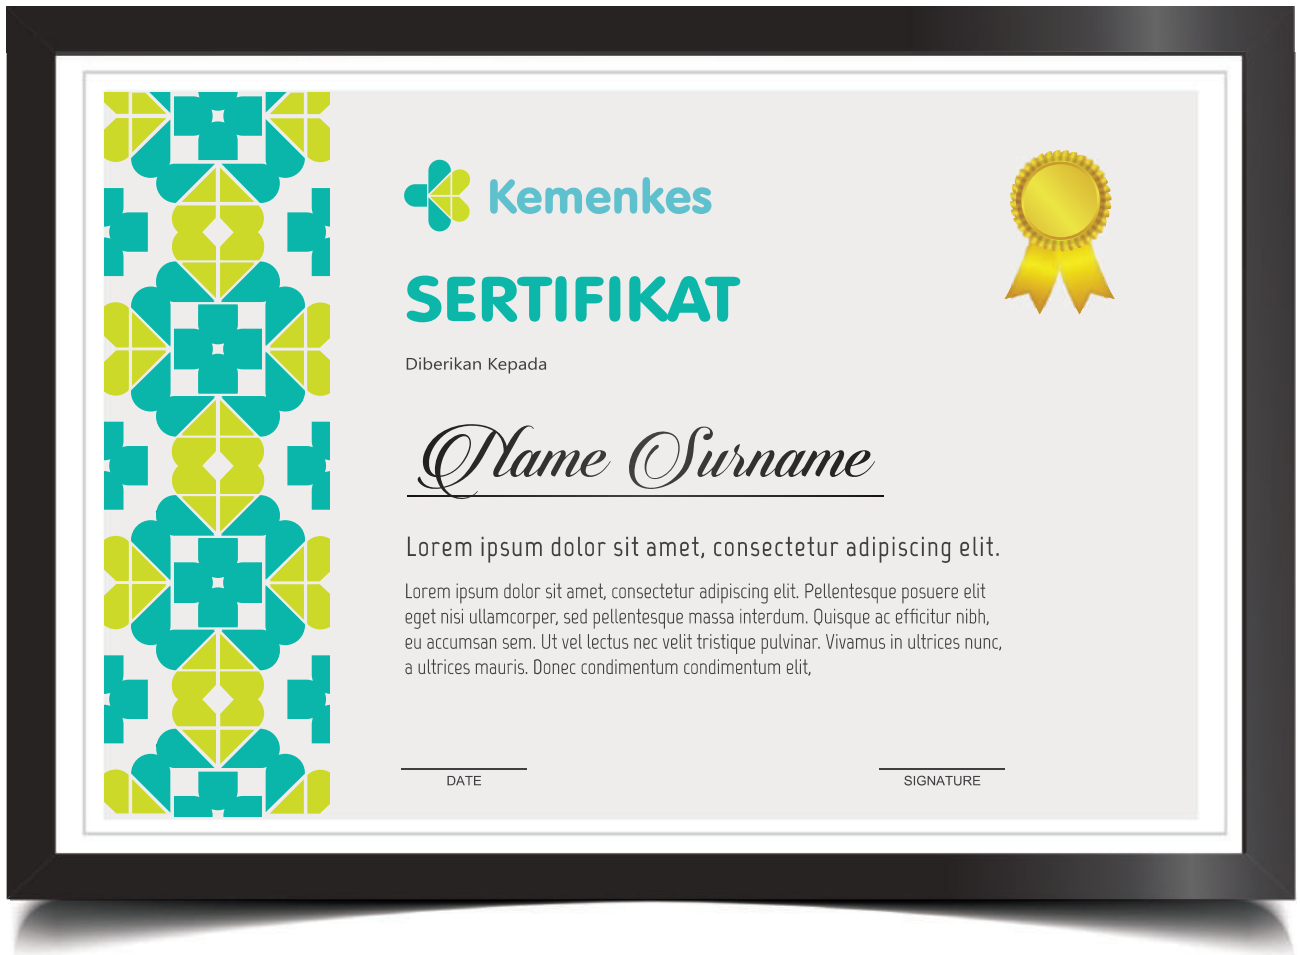 Kemenkes
SERTIFIKAT
Diberikan Kepada
Name Surname
Lorem ipsum dolor sit amet, consectetur adipiscing elit.
Lorem ipsum dolor sit amet, consectetur adipiscing elit. Pellentesque posuere elit
eget nisi ullamcorper, sed pellentesque massa interdum. Quisque ac efficitur nibh,
eu accumsan sem. Ut vel lectus nec velit tristique pulvinar. Vivamus in ultrices nunc,
a ultrices mauris. Donec condimentum condimentum elit,
DATE
SIGNATURE